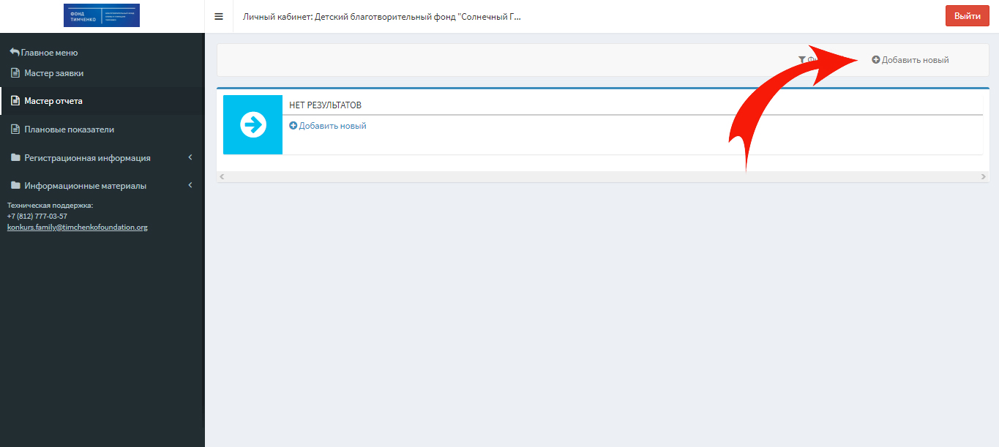 ФОНД
ТИМЧЕНКО
Личный кабинет: Детский благотворительный фонд "Солнечный Г...
Выйти
Главное меню
Мастер заявки
Мастер отчета
Плановые показатели
Регистрационная информация
Информационные материалы
Техническая поддержка:
+7 (812) 777-03-57
konkurs.family@timchenkofoundation.org
Добавить новый
НЕТ РЕЗУЛЬТАТОВ
Добавить новый